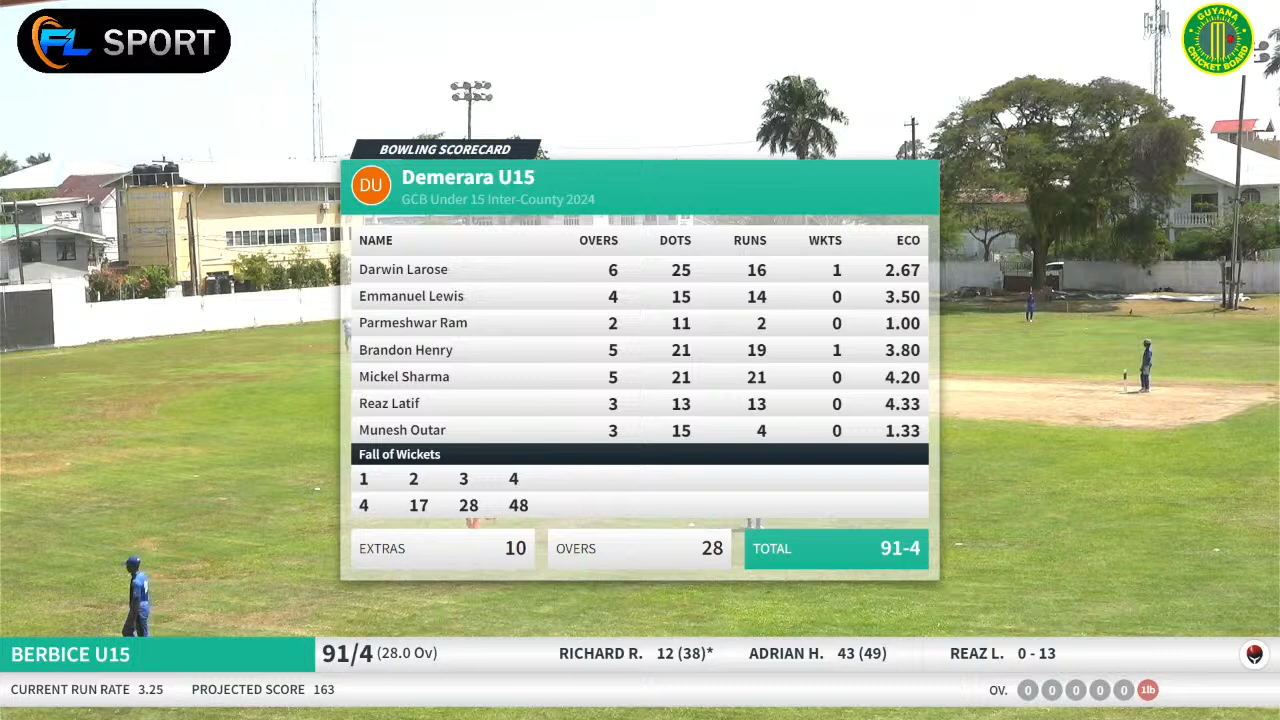 FL SPORT
GUYANA
CRICKET BOARD
BOWLING SCORECARD
DU
Demerara U15
GCB Under 15 Inter-County 2024
NAME OVERS DOTS RUNS WKTS ECO
Darwin Larose 6 25 16 1 2.67
Emmanuel Lewis 4 15 14 0 3.50
Parmeshwar Ram 2 11 2 0 1.00
Brandon Henry 5 21 19 1 3.80
Mickel Sharma 5 21 21 0 4.20
Reaz Latif 3 13 13 0 4.33
Munesh Outar 3 15 4 0 1.33
Fall of Wickets
1 2 3 4
4 17 28 48
EXTRAS 10 OVERS 28 TOTAL 91-4
BERBICE U15 91/4 (28.0 Ov) RICHARD R. 12 (38)* ADRIAN H. 43 (49) REAZ L. 0 - 13
CURRENT RUN RATE 3.25 PROJECTED SCORE 163 OV. 0 0 0 0 0 1lb